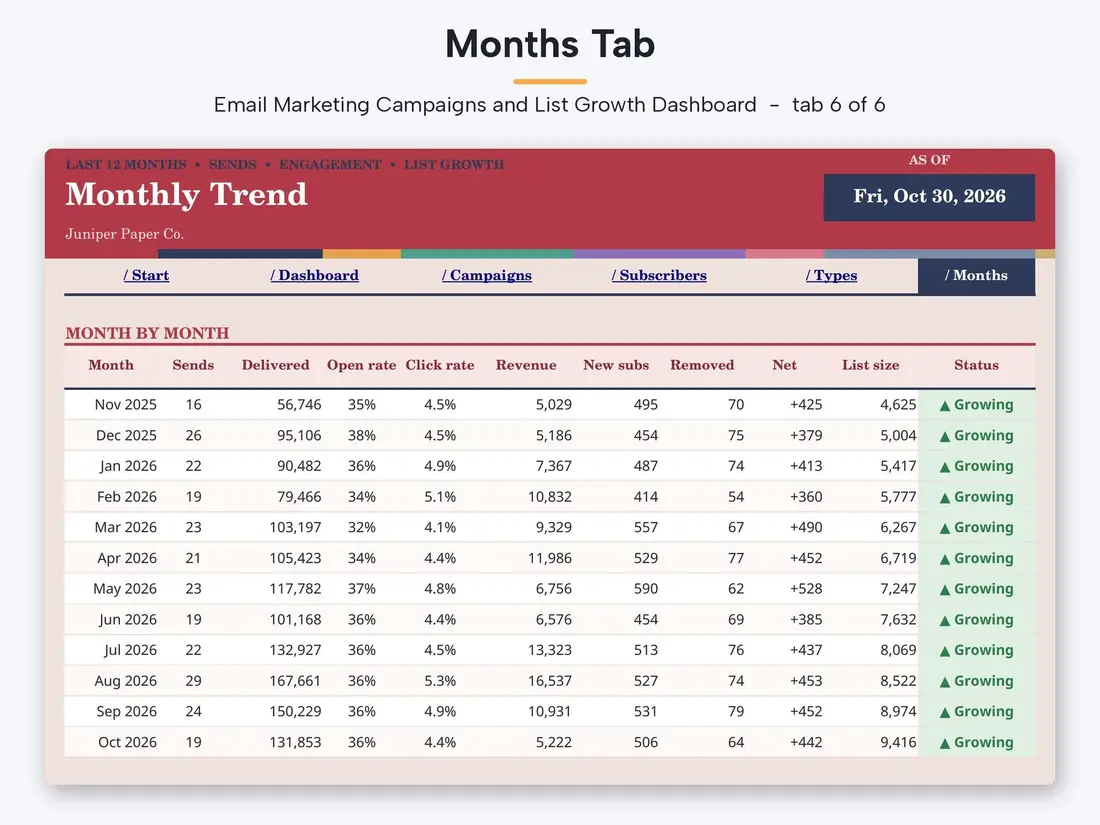 Months Tab
Email Marketing Campaigns and List Growth Dashboard - tab 6 of 6
LAST 12 MONTHS • SENDS • ENGAGEMENT • LIST GROWTH
AS OF
Monthly Trend
Fri, Oct 30, 2026
Juniper Paper Co.
/ Start / Dashboard / Campaigns / Subscribers / Types / Months
MONTH BY MONTH
Month Sends Delivered Open rate Click rate Revenue New subs Removed Net List size Status
Nov 2025 16 56,746 35% 4.5% 5,029 495 70 +425 4,625 ▲ Growing
Dec 2025 26 95,106 38% 4.5% 5,186 454 75 +379 5,004 ▲ Growing
Jan 2026 22 90,482 36% 4.9% 7,367 487 74 +413 5,417 ▲ Growing
Feb 2026 19 79,466 34% 5.1% 10,832 414 54 +360 5,777 ▲ Growing
Mar 2026 23 103,197 32% 4.1% 9,329 557 67 +490 6,267 ▲ Growing
Apr 2026 21 105,423 34% 4.4% 11,986 529 77 +452 6,719 ▲ Growing
May 2026 23 117,782 37% 4.8% 6,756 590 62 +528 7,247 ▲ Growing
Jun 2026 19 101,168 36% 4.4% 6,576 454 69 +385 7,632 ▲ Growing
Jul 2026 22 132,927 36% 4.5% 13,323 513 76 +437 8,069 ▲ Growing
Aug 2026 29 167,661 36% 5.3% 16,537 527 74 +453 8,522 ▲ Growing
Sep 2026 24 150,229 36% 4.9% 10,931 531 79 +452 8,974 ▲ Growing
Oct 2026 19 131,853 36% 4.4% 5,222 506 64 +442 9,416 ▲ Growing